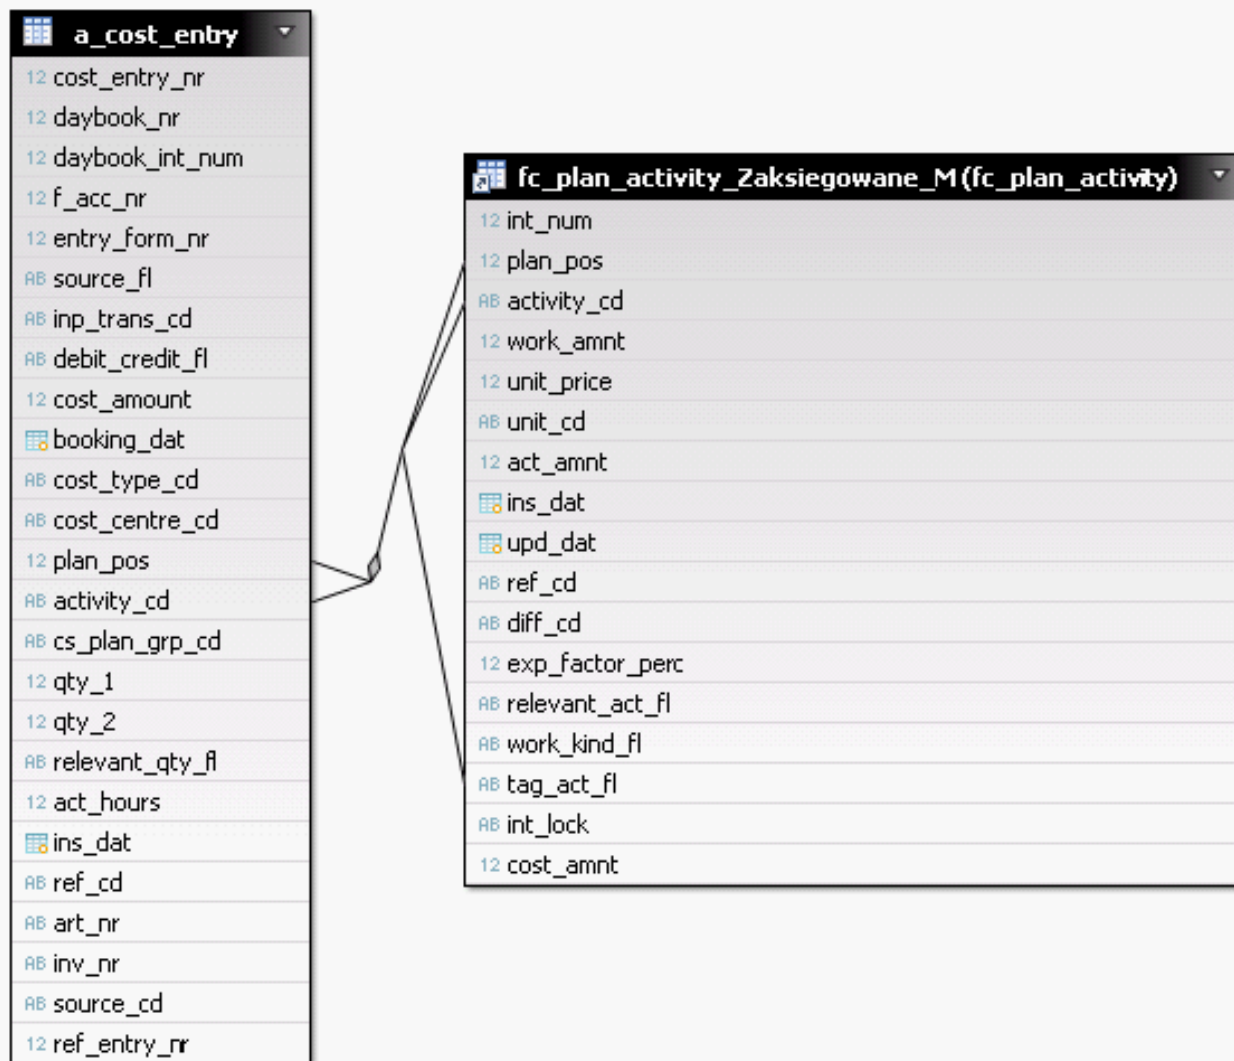 a_cost_entry
12 cost_entry_nr
12 daybook_nr
12 daybook_int_num
12 f_acc_nr
12 entry_form_nr
AB source_fl
AB inp_trans_cd
AB debit_credit_fl
12 cost_amount
booking_dat
AB cost_type_cd
AB cost_centre_cd
12 plan_pos
AB activity_cd
AB cs_plan_grp_cd
12 qty_1
12 qty_2
AB relevant_qty_fl
12 act_hours
ins_dat
AB ref_cd
AB art_nr
AB inv_nr
AB source_cd
12 ref_entry_nr
fc_plan_activity_Zaksiegowane_M (fc_plan_activity)
12 int_num
12 plan_pos
AB activity_cd
12 work_amnt
12 unit_price
AB unit_cd
12 act_amnt
ins_dat
upd_dat
AB ref_cd
AB diff_cd
12 exp_factor_perc
AB relevant_act_fl
AB work_kind_fl
AB tag_act_fl
AB int_lock
12 cost_amnt